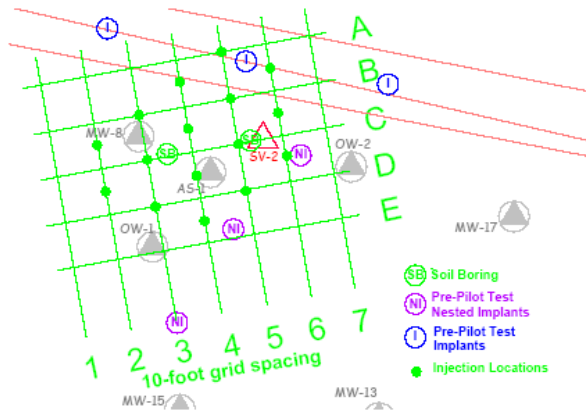 I
A
I
B
I
C
MW-8
SB
SB
SV-2
NI
OW-2
D
AS-1
E
OW-1
NI
MW-17
SB Soil Boring
NI Pre-Pilot Test
Nested Implants
NI
I Pre-Pilot Test
Implants
1 2 3 4 5 6 7
10-foot grid spacing
Injection Locations
MW-15
MW-13